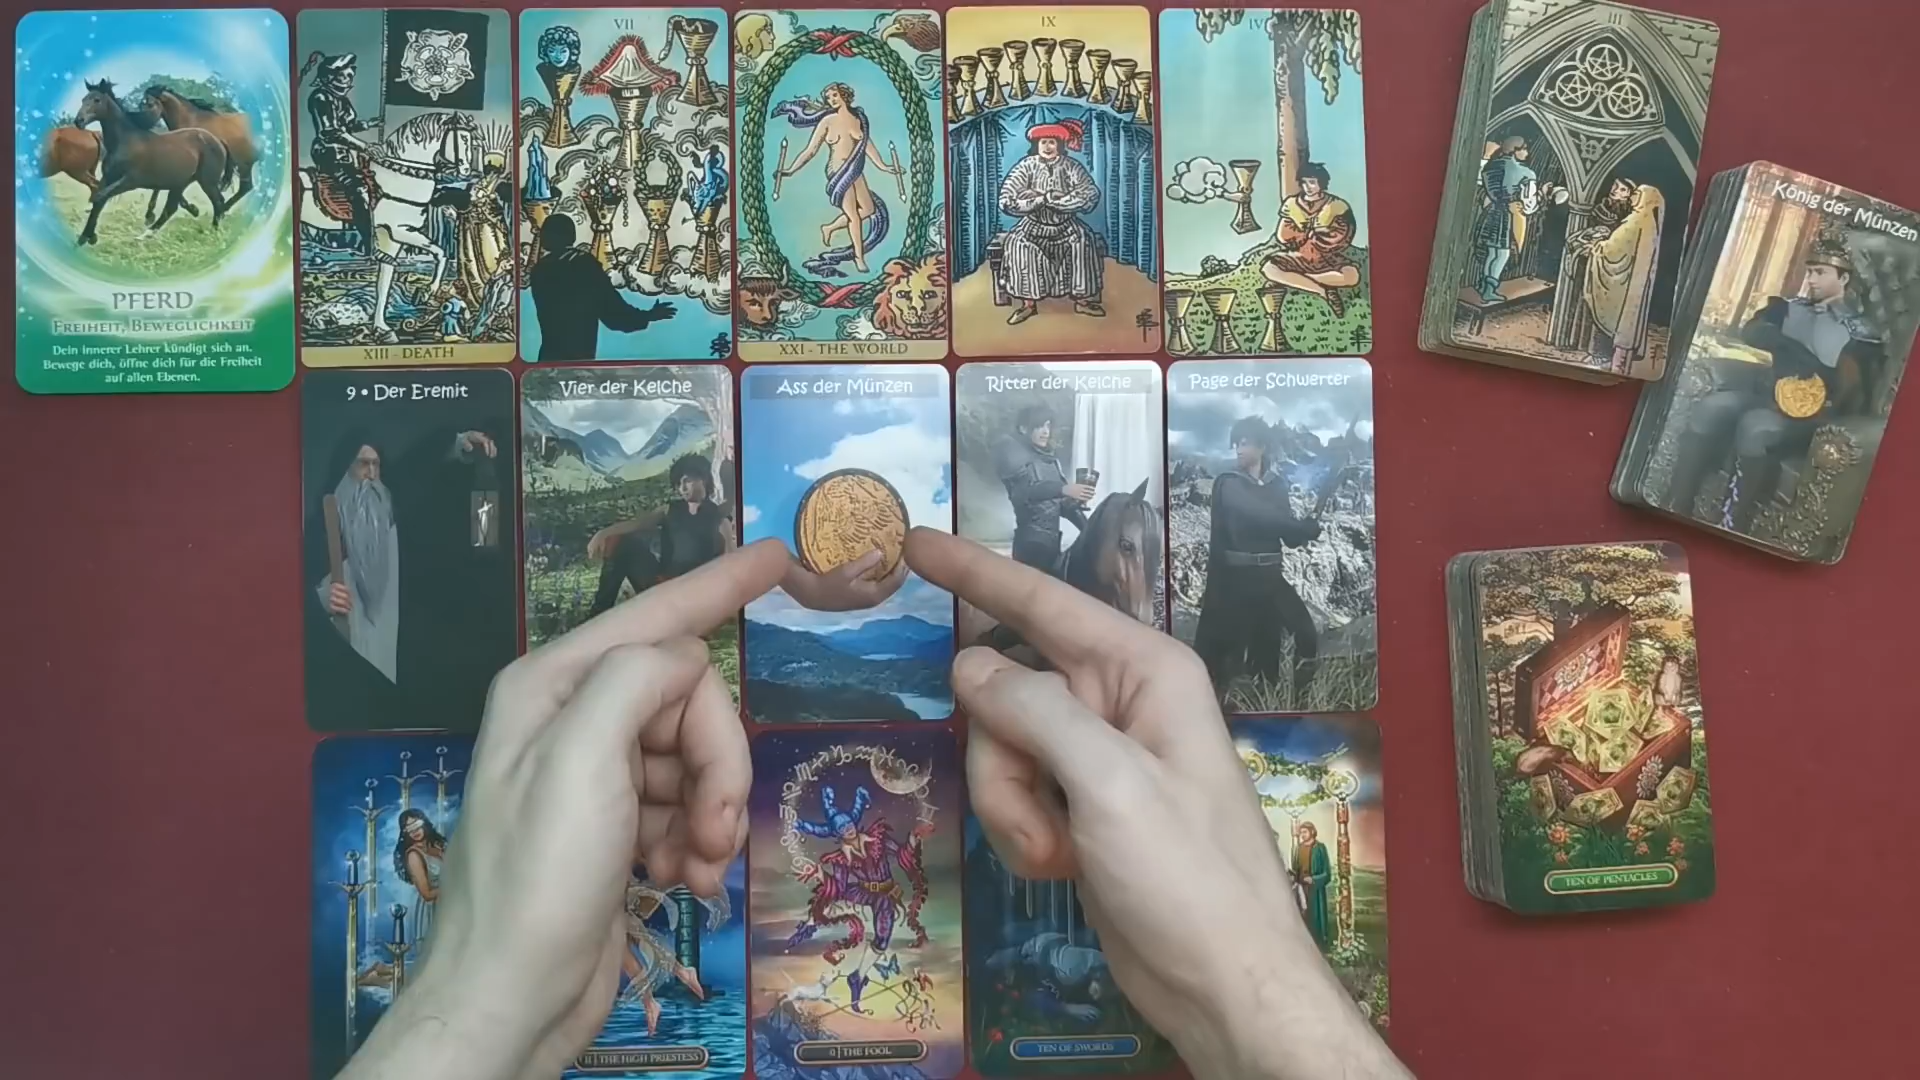 VII
IX
IV
III
PFERD
FREIHEIT, BEWEGLICHKEIT
Dein innerer Lehrer kündigt sich an.
Bewege dich, öffne dich für die Freiheit
auf allen Ebenen.
XIII - DEATH
XXI - THE WORLD
König der Münzen
9 • Der Eremit
Vier der Kelche
Ass der Münzen
Ritter der Kelche
Page der Schwerter
TEN OF PENTACLES
II THE HIGH PRIESTESS
0 THE FOOL
TEN OF SWORDS